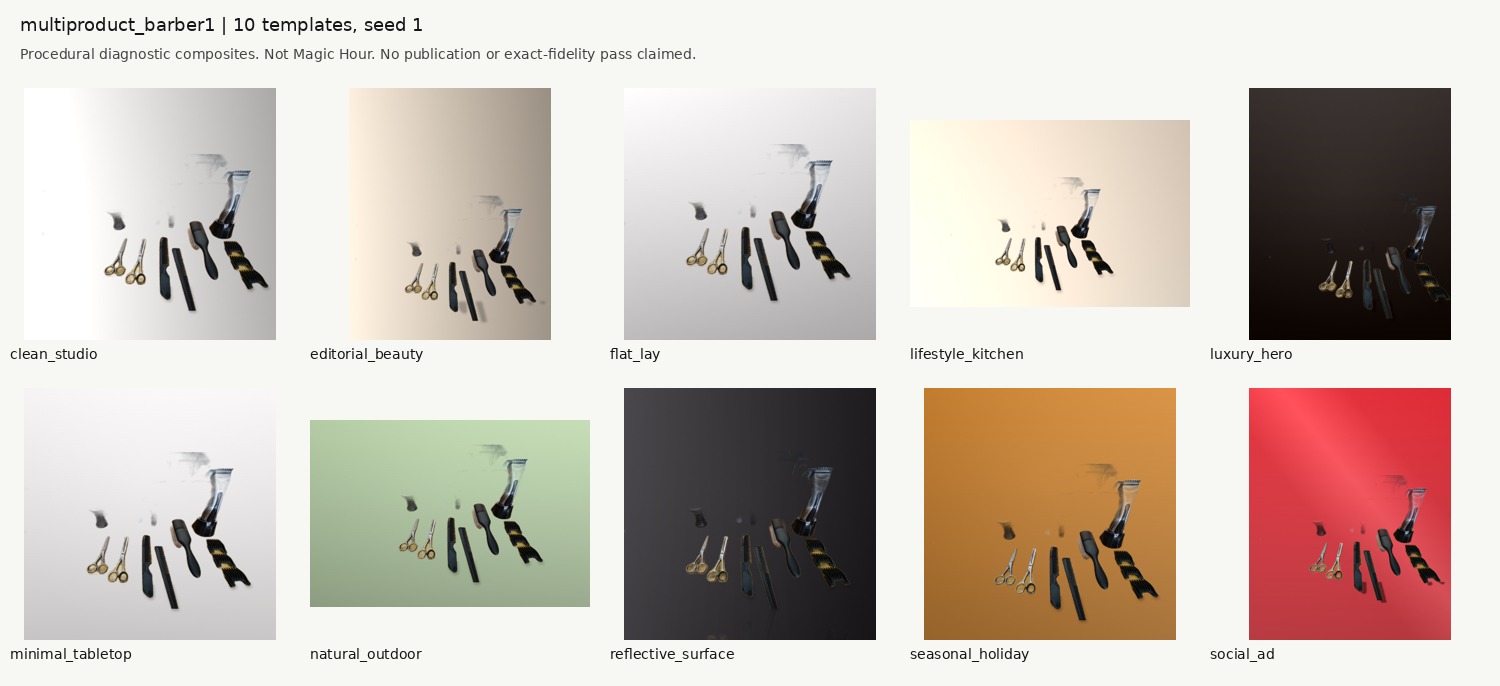 multiproduct_barber1 | 10 templates, seed 1
Procedural diagnostic composites. Not Magic Hour. No publication or exact-fidelity pass claimed.
clean_studio
editorial_beauty
flat_lay
lifestyle_kitchen
luxury_hero
minimal_tabletop
natural_outdoor
reflective_surface
seasonal_holiday
social_ad